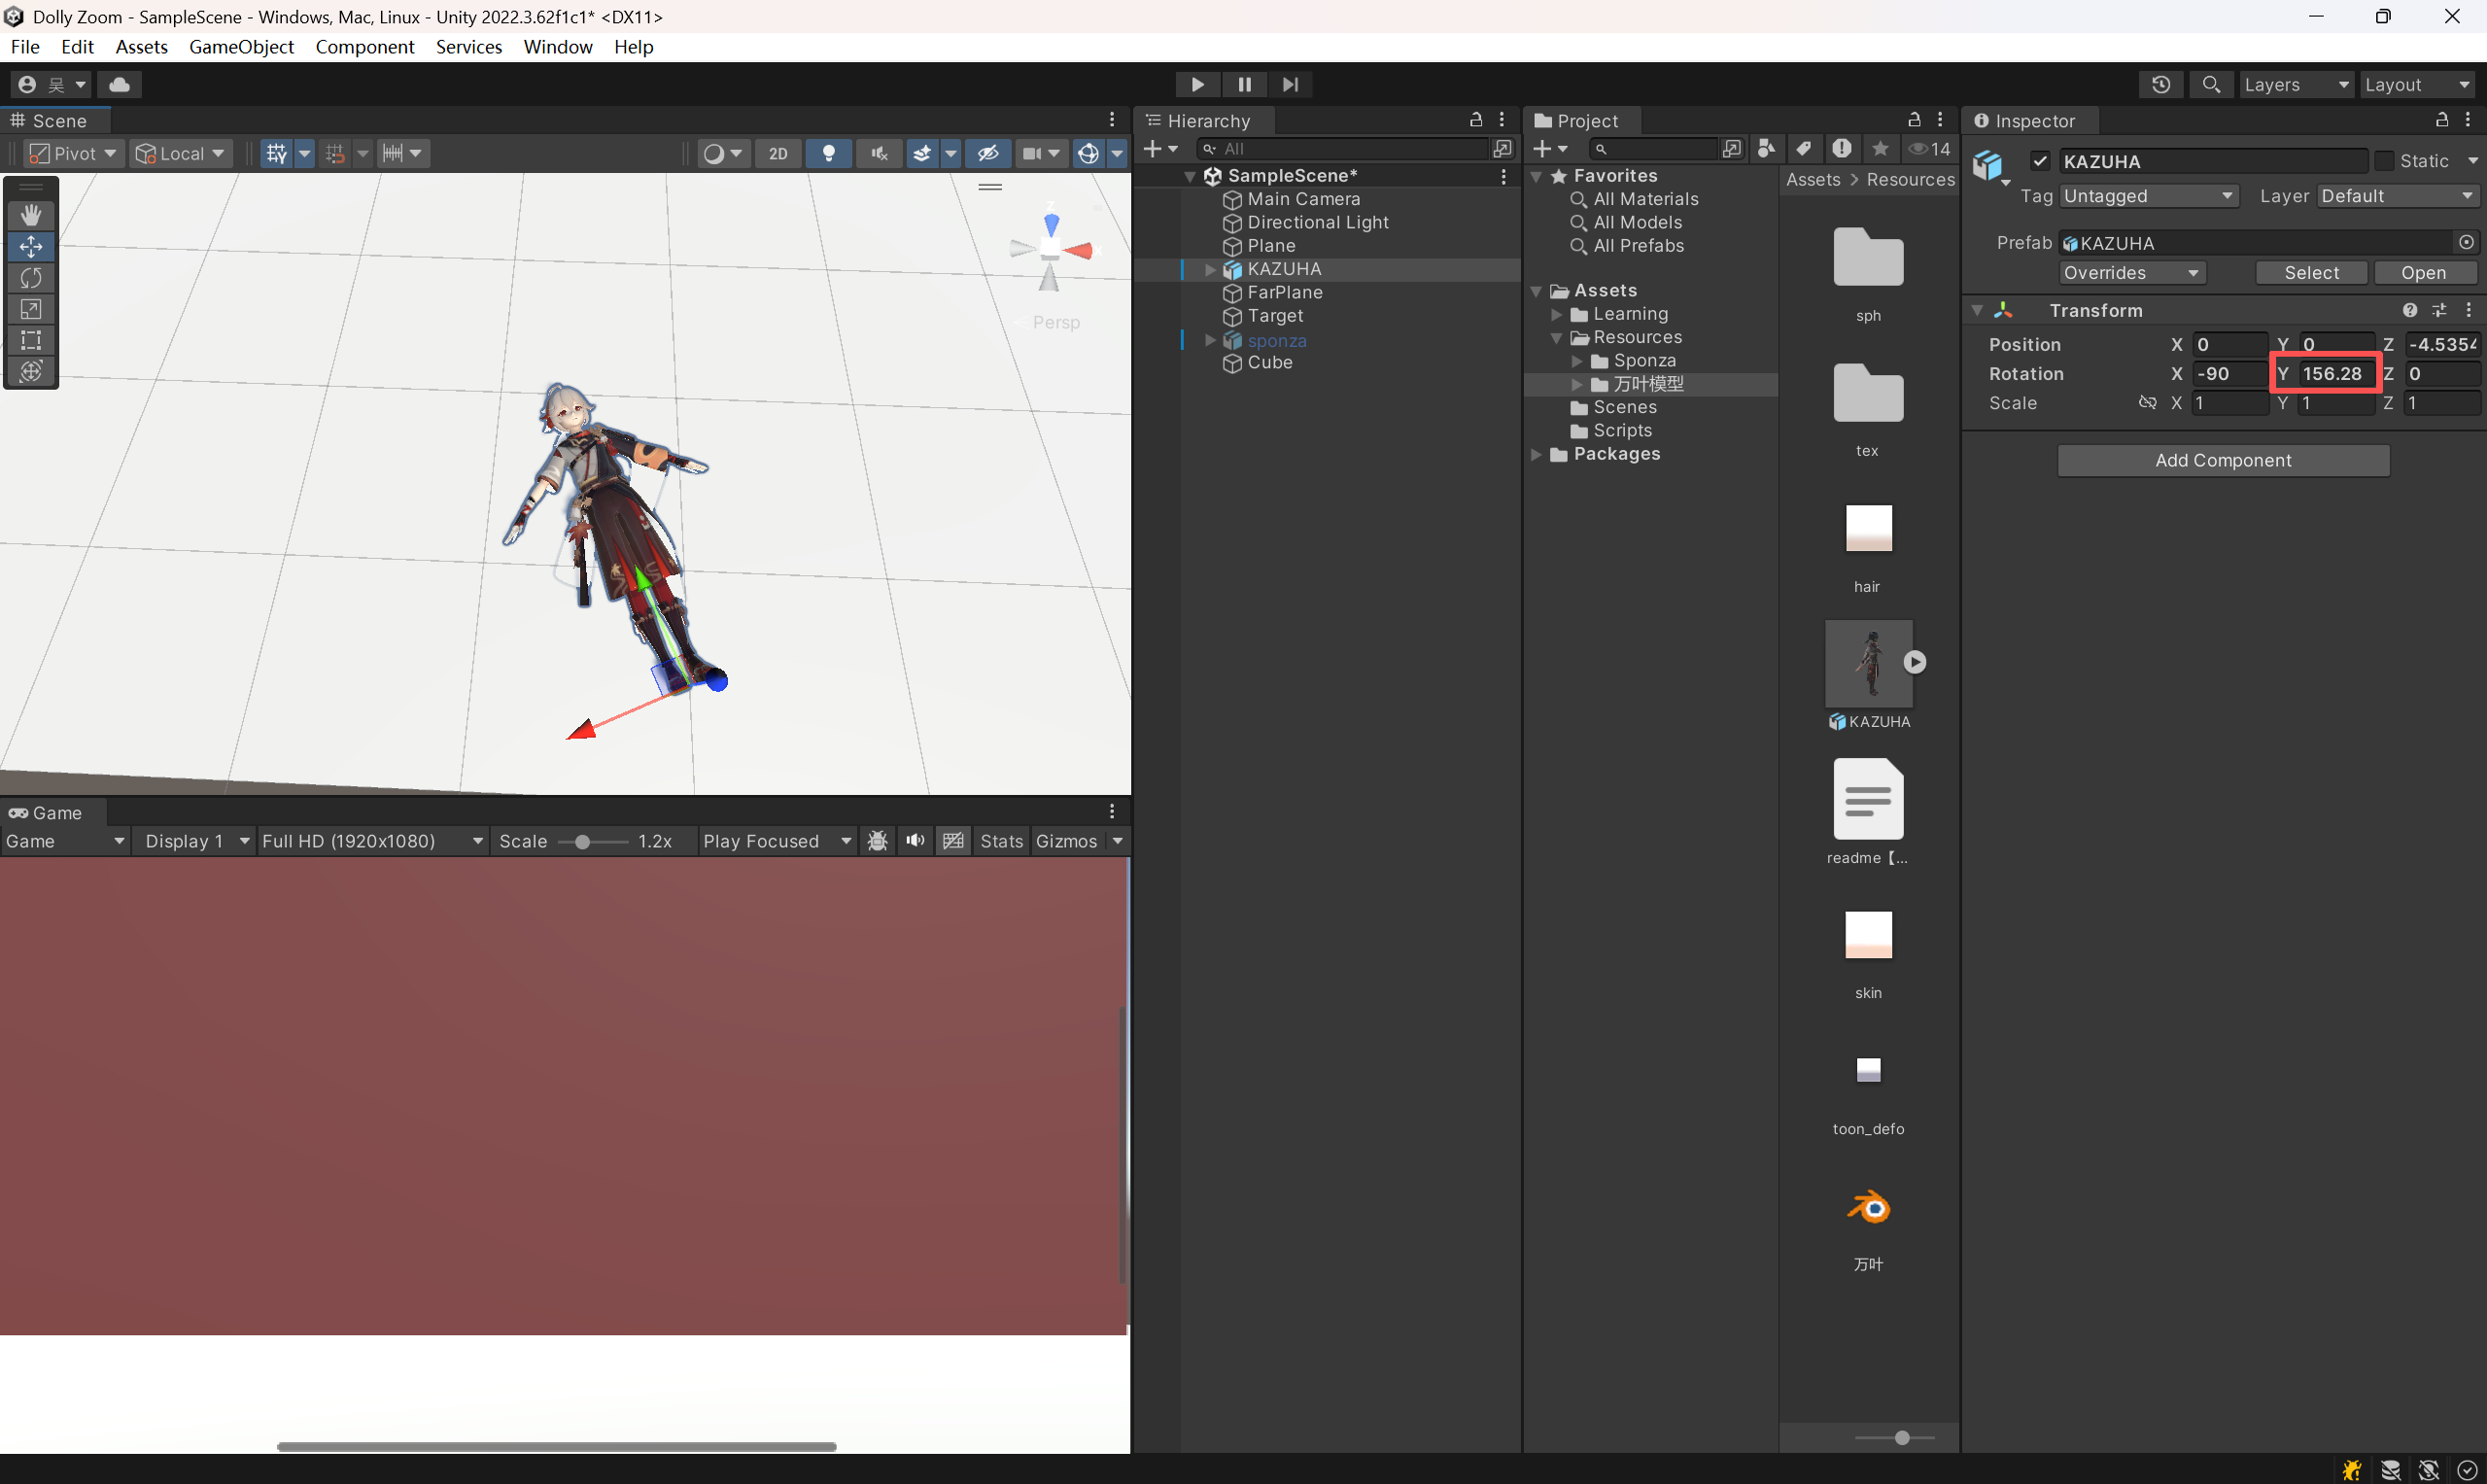 Dolly Zoom - SampleScene - Windows, Mac, Linux - Unity 2022.3.62f1c1* <DX11>
File Edit Assets GameObject Component Services Window Help
吴
Layers Layout
Scene
Pivot Local 2D
Z
X
Persp
Game
Game Display 1 Full HD (1920x1080) Scale 1.2x Play Focused Stats Gizmos
Hierarchy
All
SampleScene*
Main Camera
Directional Light
Plane
KAZUHA
FarPlane
Target
sponza
Cube
Project
14
Favorites
All Materials
All Models
All Prefabs
Assets
Learning
Resources
Sponza
万叶模型
Scenes
Scripts
Packages
Assets > Resources
sph
tex
hair
KAZUHA
readme【...
skin
toon_defo
万叶
Inspector
KAZUHA Static
Tag Untagged Layer Default
Prefab KAZUHA
Overrides Select Open
Transform
Position X 0 Y 0 Z -4.5354
Rotation X -90 Y 156.28 Z 0
Scale X 1 Y 1 Z 1
Add Component